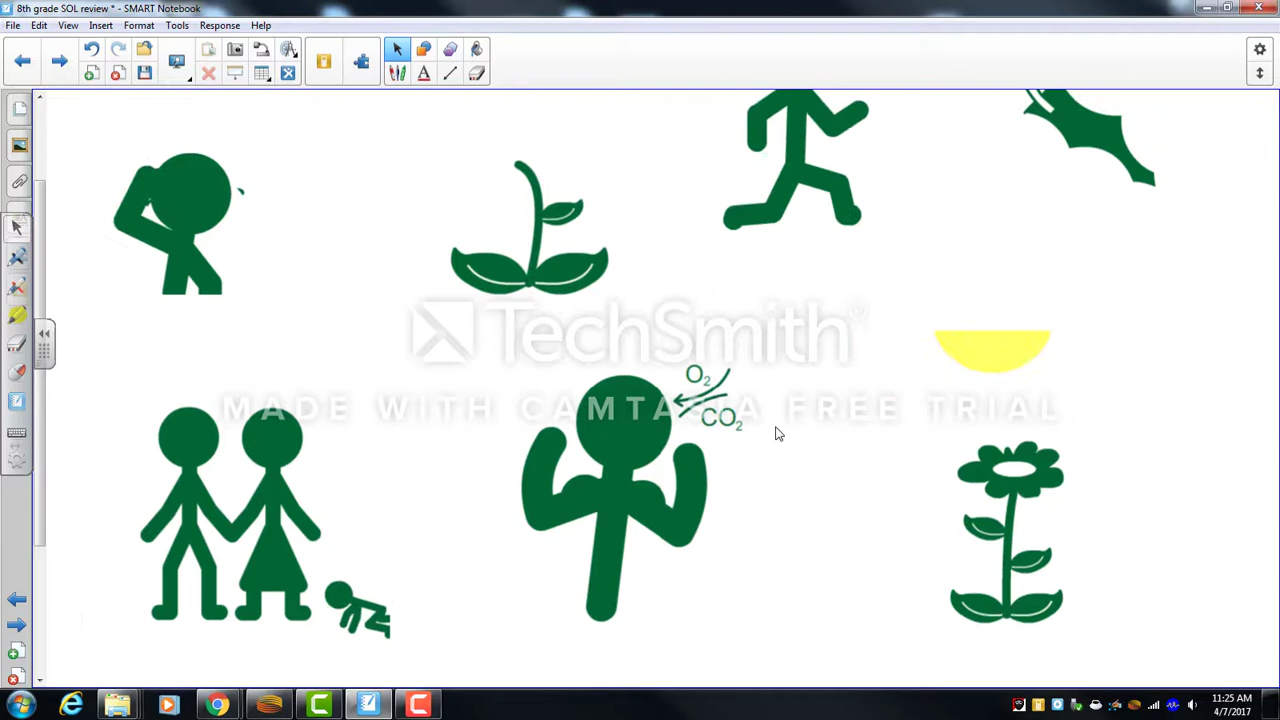 8th grade SOL review * - SMART Notebook
File Edit View Insert Format Tools Response Help
TechSmith
MADE WITH CAMTASIA FREE TRIAL
O2
CO2
11:25 AM
4/7/2017